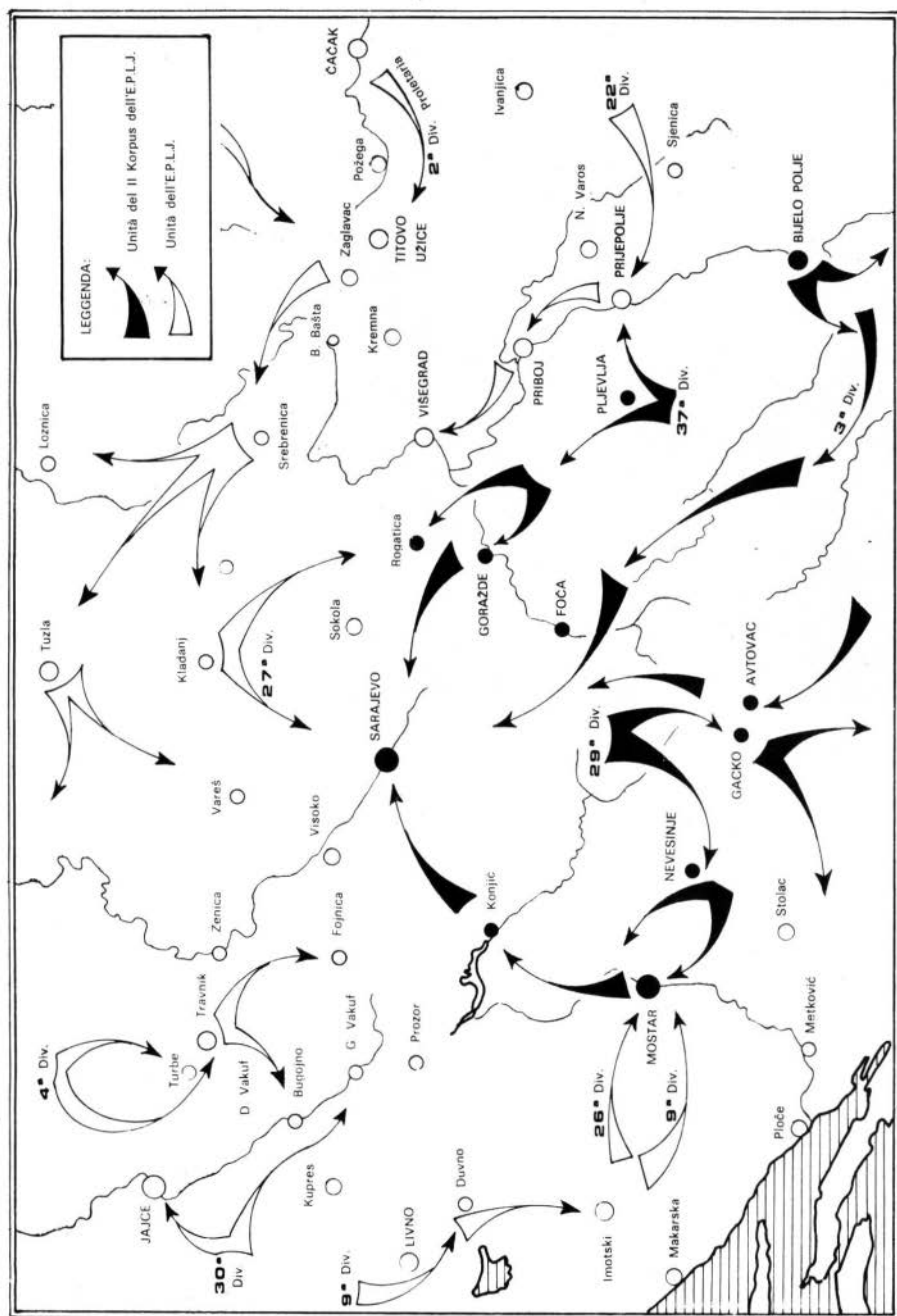 LEGGENDA:
Unità del II Korpus dell'E.P.L.J.
Unità dell'E.P.L.J.
JAJCE
4ª Div.
Turbe
Travnik
D Vakuf
Bugojno
G. Vakuf
30ª Div
Kupres
9ª Div.
LIVNO
Duvno
Imotski
Makarska
Prozor
Fojnica
Zenica
Visoko
Vareš
Tuzla
Kladanj
27ª Div.
Sokola
SARAJEVO
Konjić
26ª Div.
9ª Div.
MOSTAR
Ploče
Metković
Stolac
NEVESINJE
29ª Div.
GACKO
AVTOVAC
FOČA
GORAŽDE
Rogatica
Loznica
Srebrenica
B. Bašta
Zaglavac
Kremna
VIŠEGRAD
TITOVO
UŽICE
Požega
ČAČAK
2ª Div. Proletaria
Ivanjica
N. Varos
22ª Div.
Sjenica
PRIJEPOLJE
PRIBOJ
PLJEVLJA
37ª Div.
3ª Div.
BIJELO POLJE